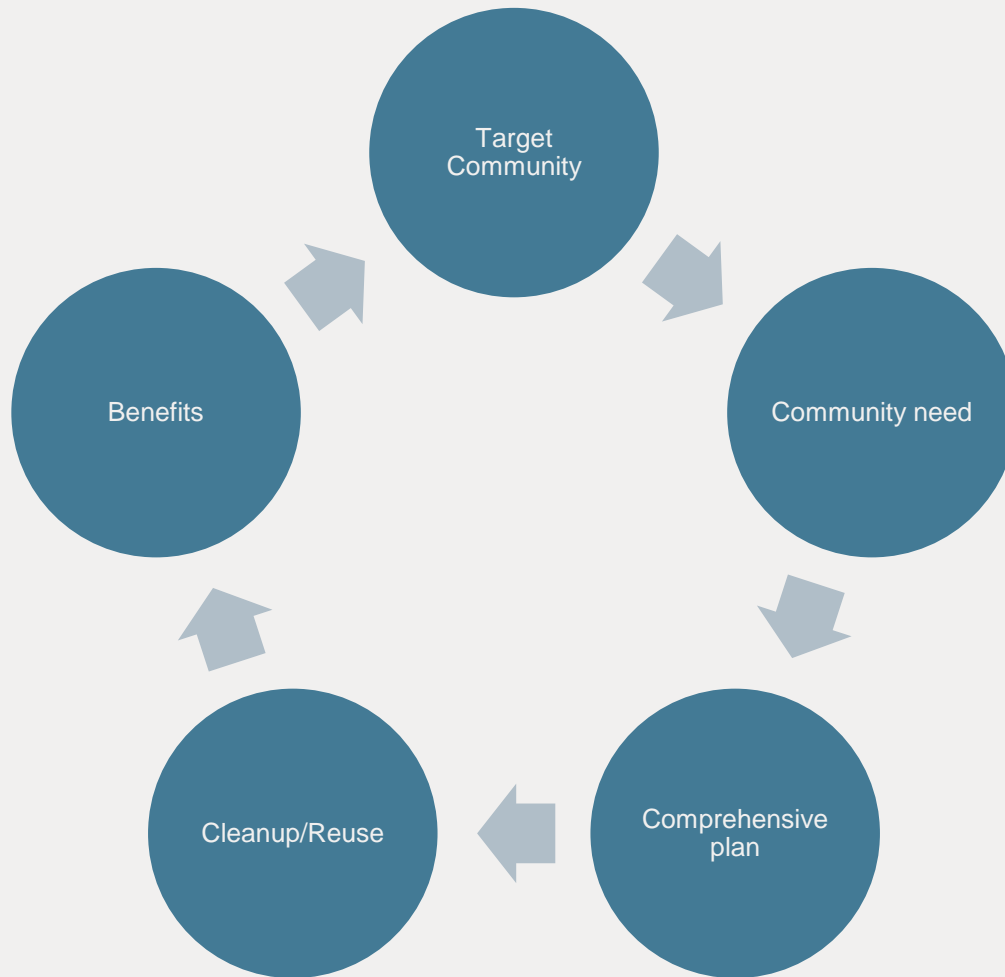 Target
Community
Community need
Comprehensive
plan
Cleanup/Reuse
Benefits